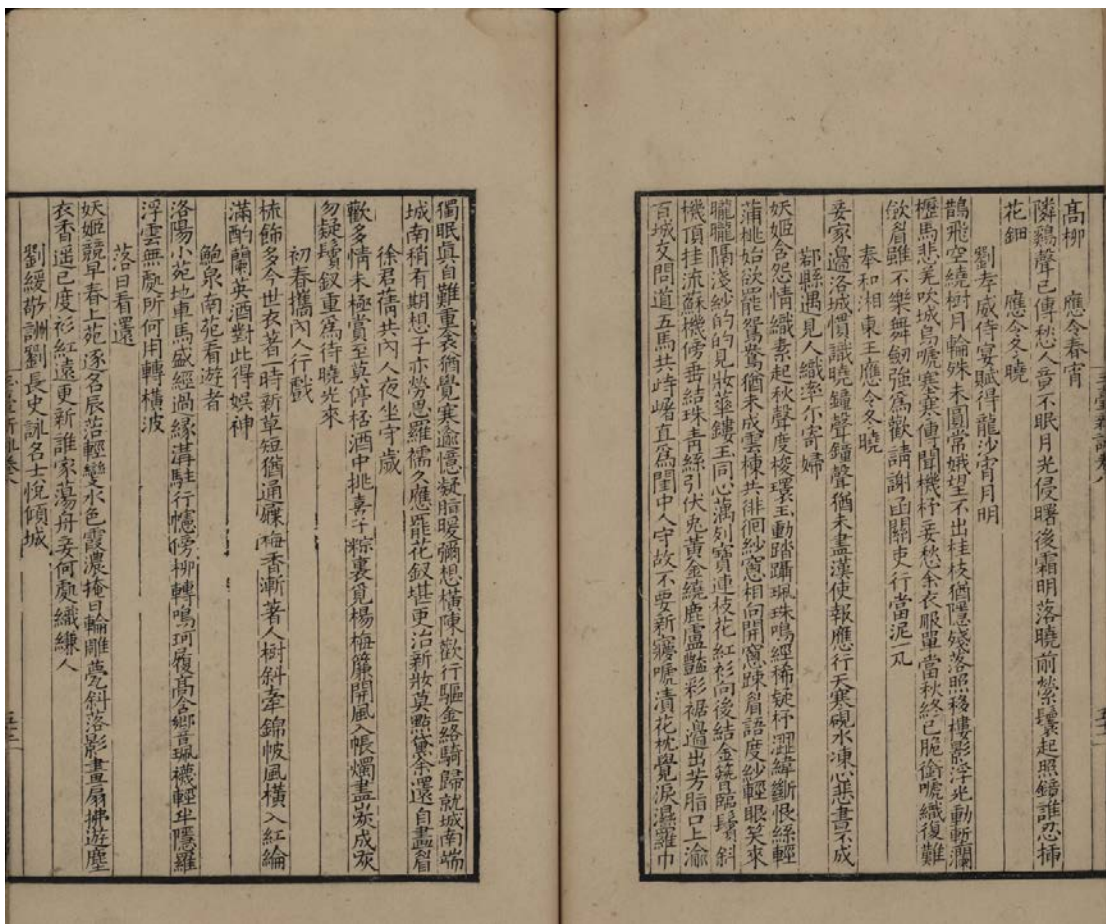 高柳　應令春宵
隣鷄聲已傳愁人竟不眠月光侵曙後霜明落曉前縈鬟起照鏡誰忍插
花鈿　應令冬曉
劉孝威侍宴賦得龍沙宵月明
鵲飛空繞樹月輪殊未圓常娥望不出桂枝猶隱殘落照移樓影浮光動塹瀾
櫪馬悲羌吹城烏啼塞寒傳聞機杼妾愁余衣服單當秋終已脆銜啼織復難
斂眉雖不樂舞劒強爲歡請謝函關吏行當泥一丸
奉和湘東王應令冬曉
妾家邊洛城慣識曉鐘聲鐘聲猶未盡漢使報應行天寒硯水凍心悲書不成
鄀縣遇見人織率尓寄婦
妖姬含怨情織素起秋聲度梭環玉動踏躡珮珠鳴經稀疑杼澀緯斷恨絲輕
蒲桃始欲罷鴛鴦猶未成雲棟共徘徊紗窻相向開窻踈眉語度紗輕眼笑來
朧朧隔淺紗的的見妝華鏤玉同心藕列寶連枝花紅衫向後結金簪臨鬢斜
機頂挂流蘇機傍垂結珠青絲引伏兔黃金繞鹿盧豔彩裾邊出芳脂口上渝
百城交問道五馬共峙𡸗直爲閨中人守故不要新寢啼漬花枕覺淚濕羅巾
獨眠眞自難重衾猶覺寒逾憶凝脂暖彌想橫陳歡行驅金絡騎歸就城南端
城南稍有期想子亦勞思羅襦久應罷花釵堪更治新妝莫點黛余還自畫眉
徐君蒨共內人夜坐守歲
歡多情未極賞至莫停桮酒中挑喜子粽裏覓楊梅簾開風入帳燭盡炭成灰
勿疑鬢釵重爲待曉光來
初春攜內人行戲
梳飾多今世衣著一時新草短猶通屧梅香漸著人樹斜牽錦帔風橫入紅綸
滿酌蘭英酒對此得娛神
鮑泉南苑看遊者
洛陽小苑地車馬盛經過緣溝駐行幰傍柳轉鳴珂履高含響珮襪輕半隱羅
浮雲無處所何用轉橫波
落日看還
妖姬競早春上苑逐名辰苔輕變水色霞濃掩日輪雕甍斜落影畫扇拂遊塵
衣香遥已度衫紅遠更新誰家蕩舟妾何處織縑人
劉緩敬詶劉長史詠名士悅傾城